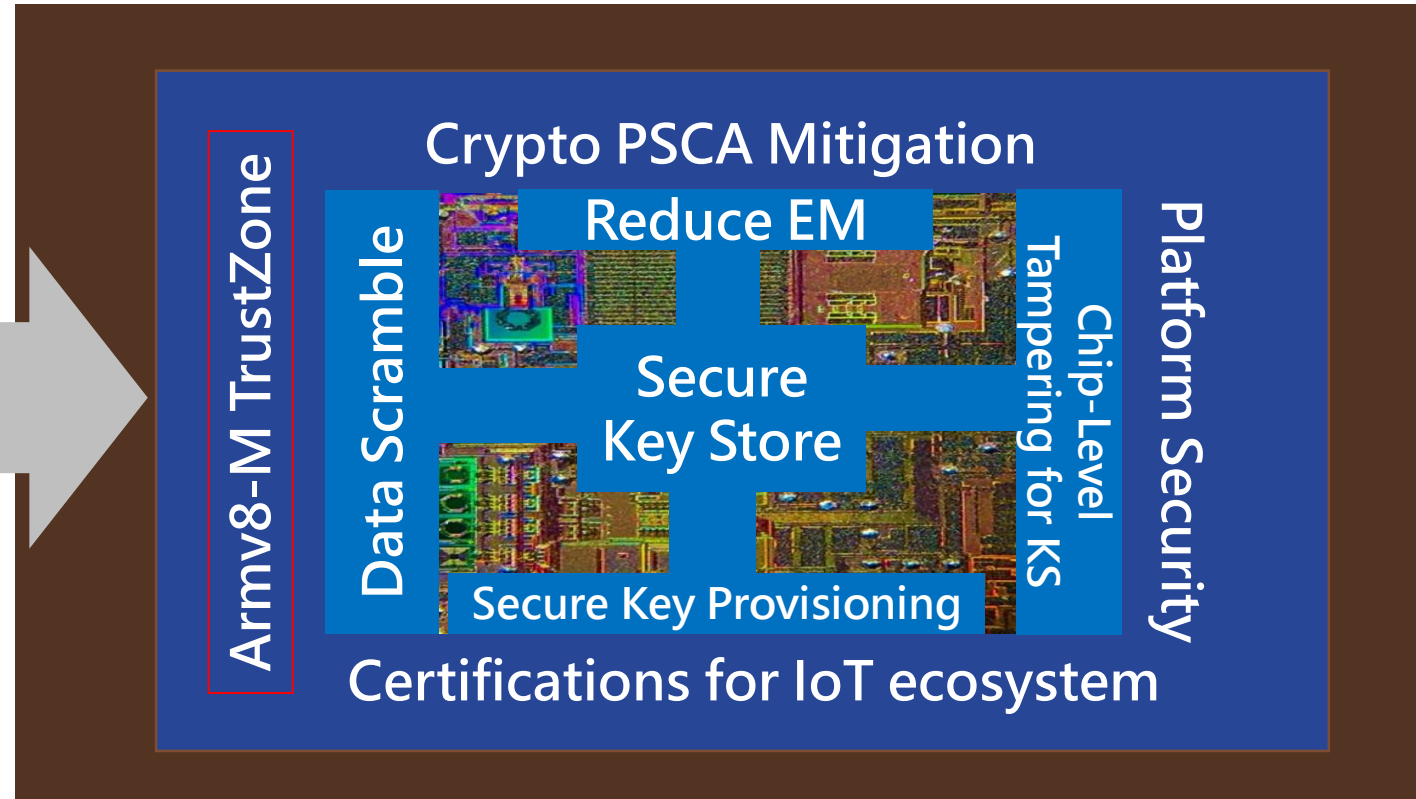 Crypto PSCA Mitigation
Armv8-M TrustZone
Data Scramble
Reduce EM
Secure
Key Store
Chip-Level
Tampering for KS
Platform Security
Secure Key Provisioning
Certifications for IoT ecosystem